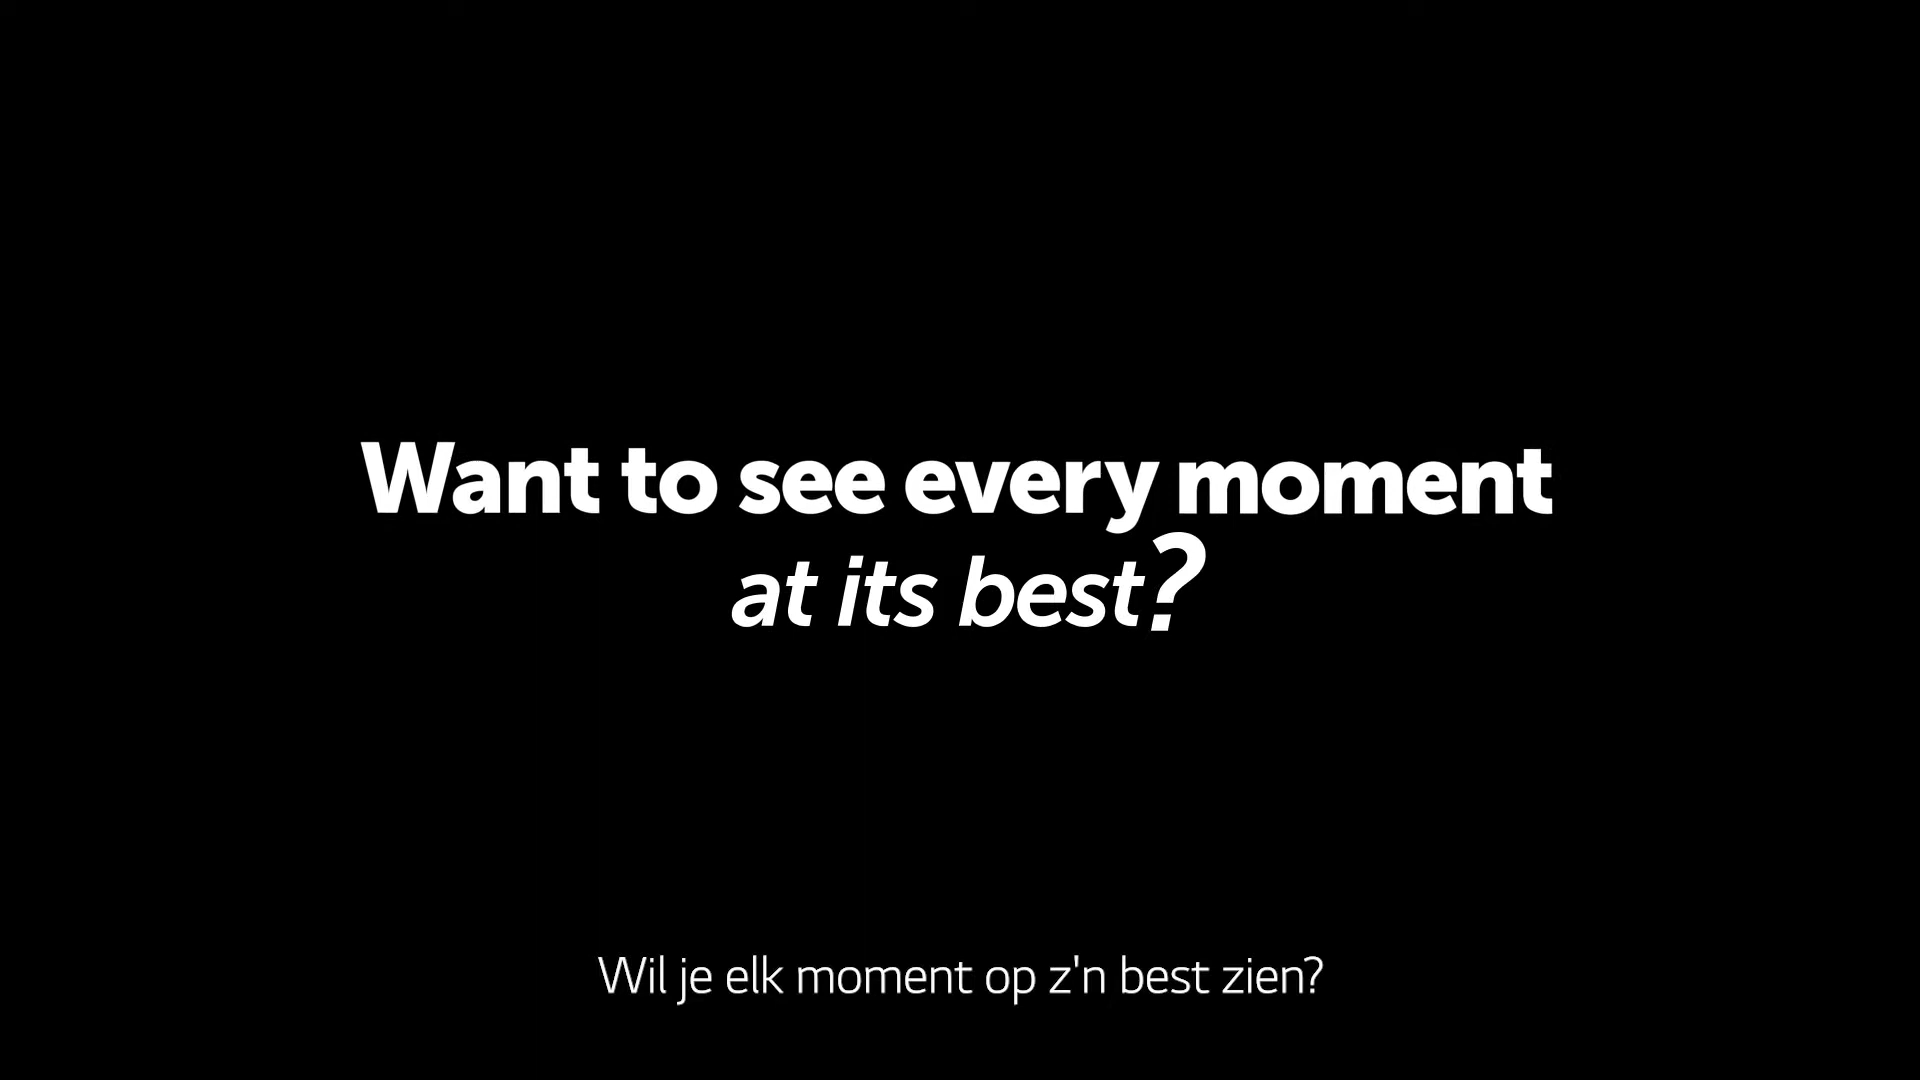 Want to see every moment
at its best?
Wil je elk moment op z'n best zien?